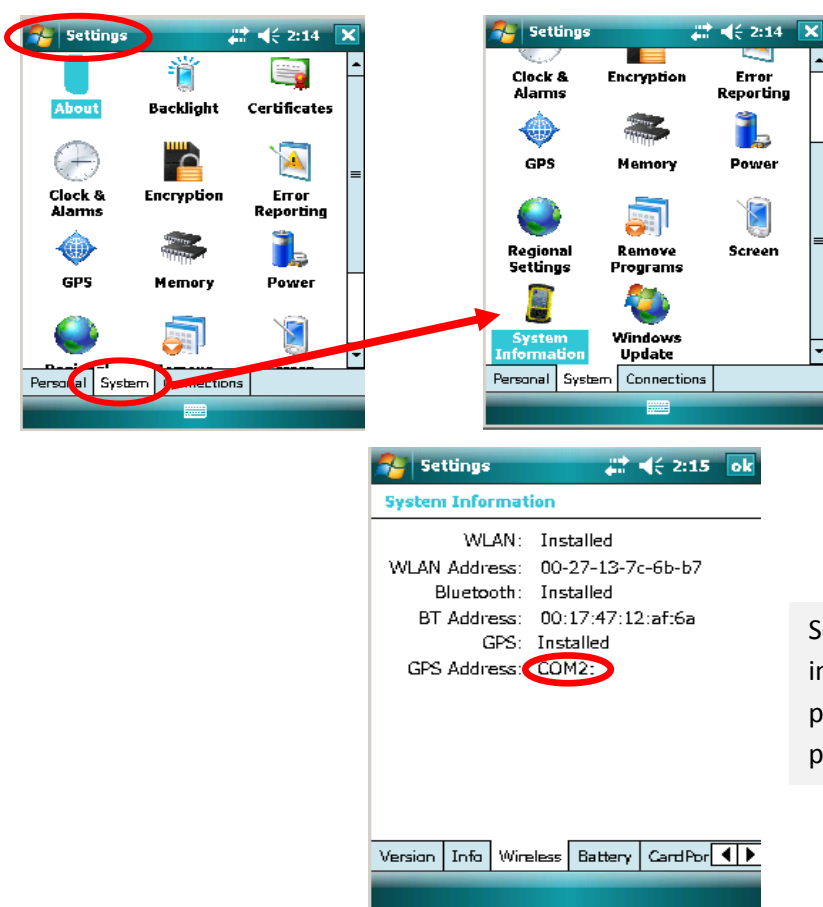 Settings 2:14
About Backlight Certificates
Clock & Alarms Encryption Error Reporting
GPS Memory Power
Personal System Connections
Settings 2:14
Clock & Alarms Encryption Error Reporting
GPS Memory Power
Regional Settings Remove Programs Screen
System Information Windows Update
Personal System Connections
Settings 2:15 ok
System Information
WLAN: Installed
WLAN Address: 00-27-13-7c-6b-b7
Bluetooth: Installed
BT Address: 00:17:47:12:af:6a
GPS: Installed
GPS Address: COM2:
Version Info Wireless Battery CardPor